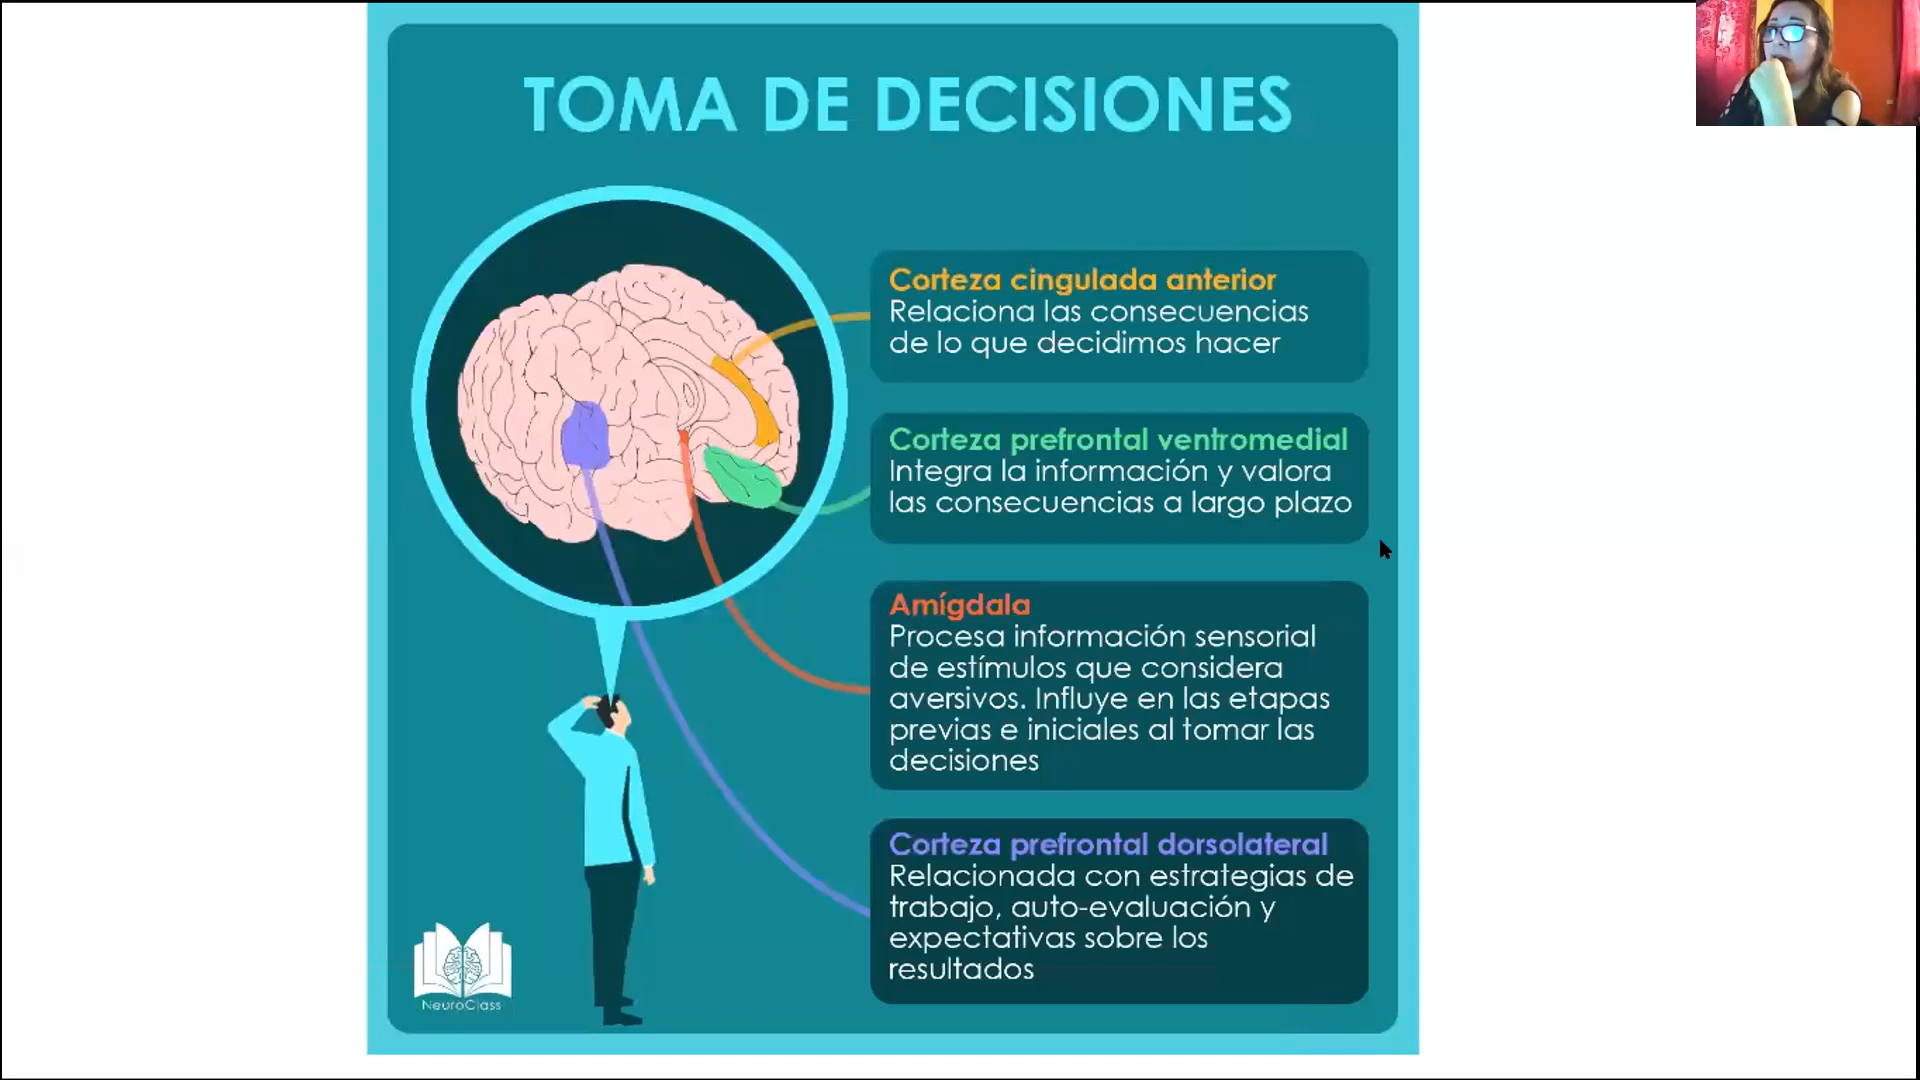 TOMA DE DECISIONES
Corteza cingulada anterior
Relaciona las consecuencias
de lo que decidimos hacer
Corteza prefrontal ventromedial
Integra la información y valora
las consecuencias a largo plazo
Amígdala
Procesa información sensorial
de estímulos que considera
aversivos. Influye en las etapas
previas e iniciales al tomar las
decisiones
Corteza prefrontal dorsolateral
Relacionada con estrategias de
trabajo, auto-evaluación y
expectativas sobre los
resultados
NeuroClass